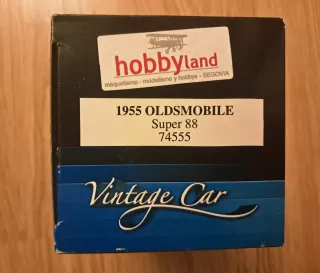 hobbyland
maquetismo - modelismo y hobbys - SEGOVIA
1955 OLDSMOBILE
Super 88
74555
Vintage Car